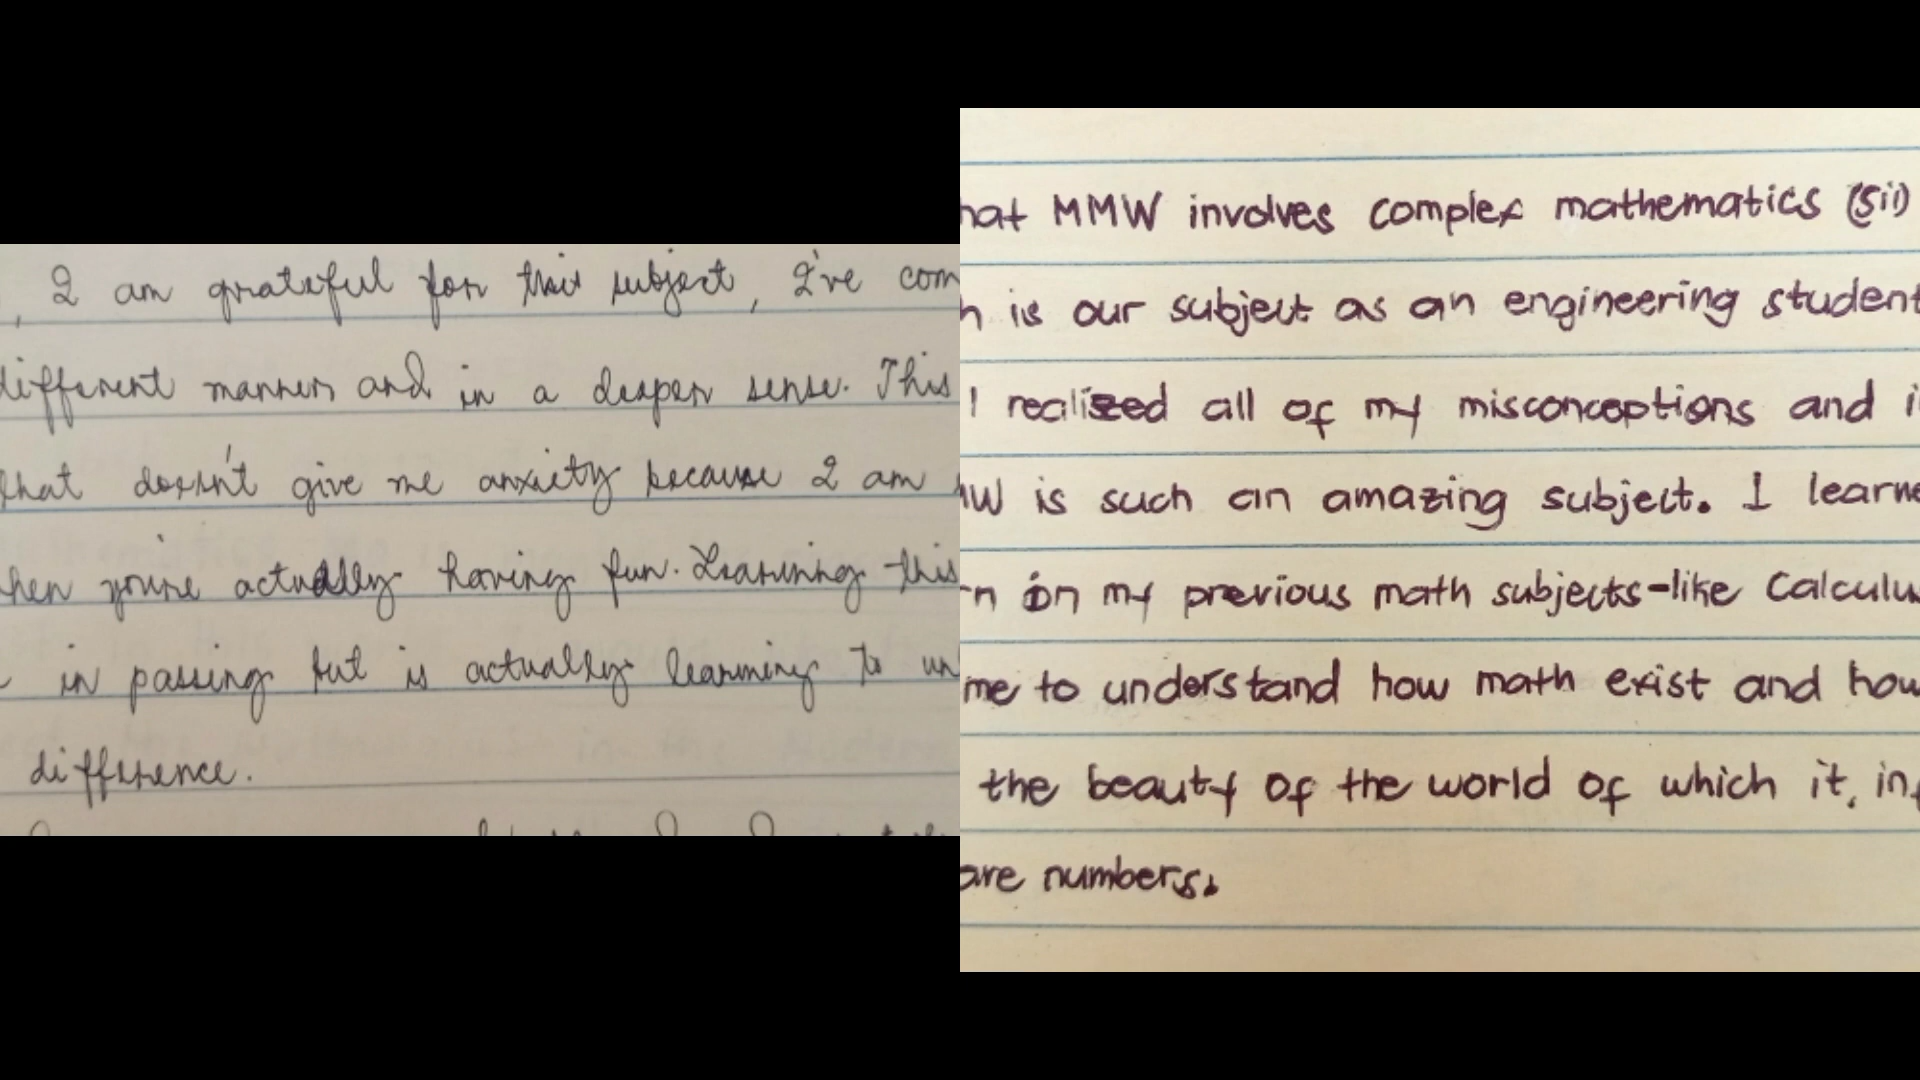 , I am grateful for this subject, I've com
different manner and in a deeper sense. This
that doesn't give me anxiety because I am
hen you're actually having fun. Learning this
in passing but is actually learning to un
difference.
hat MMW involves complex mathematics
h is our subject as an engineering student
I realized all of my misconceptions and i
MW is such an amazing subject. I learne
rn on my previous math subjects-like Calculu
me to understand how math exist and how
the beauty of the world of which it, in
are numbers.